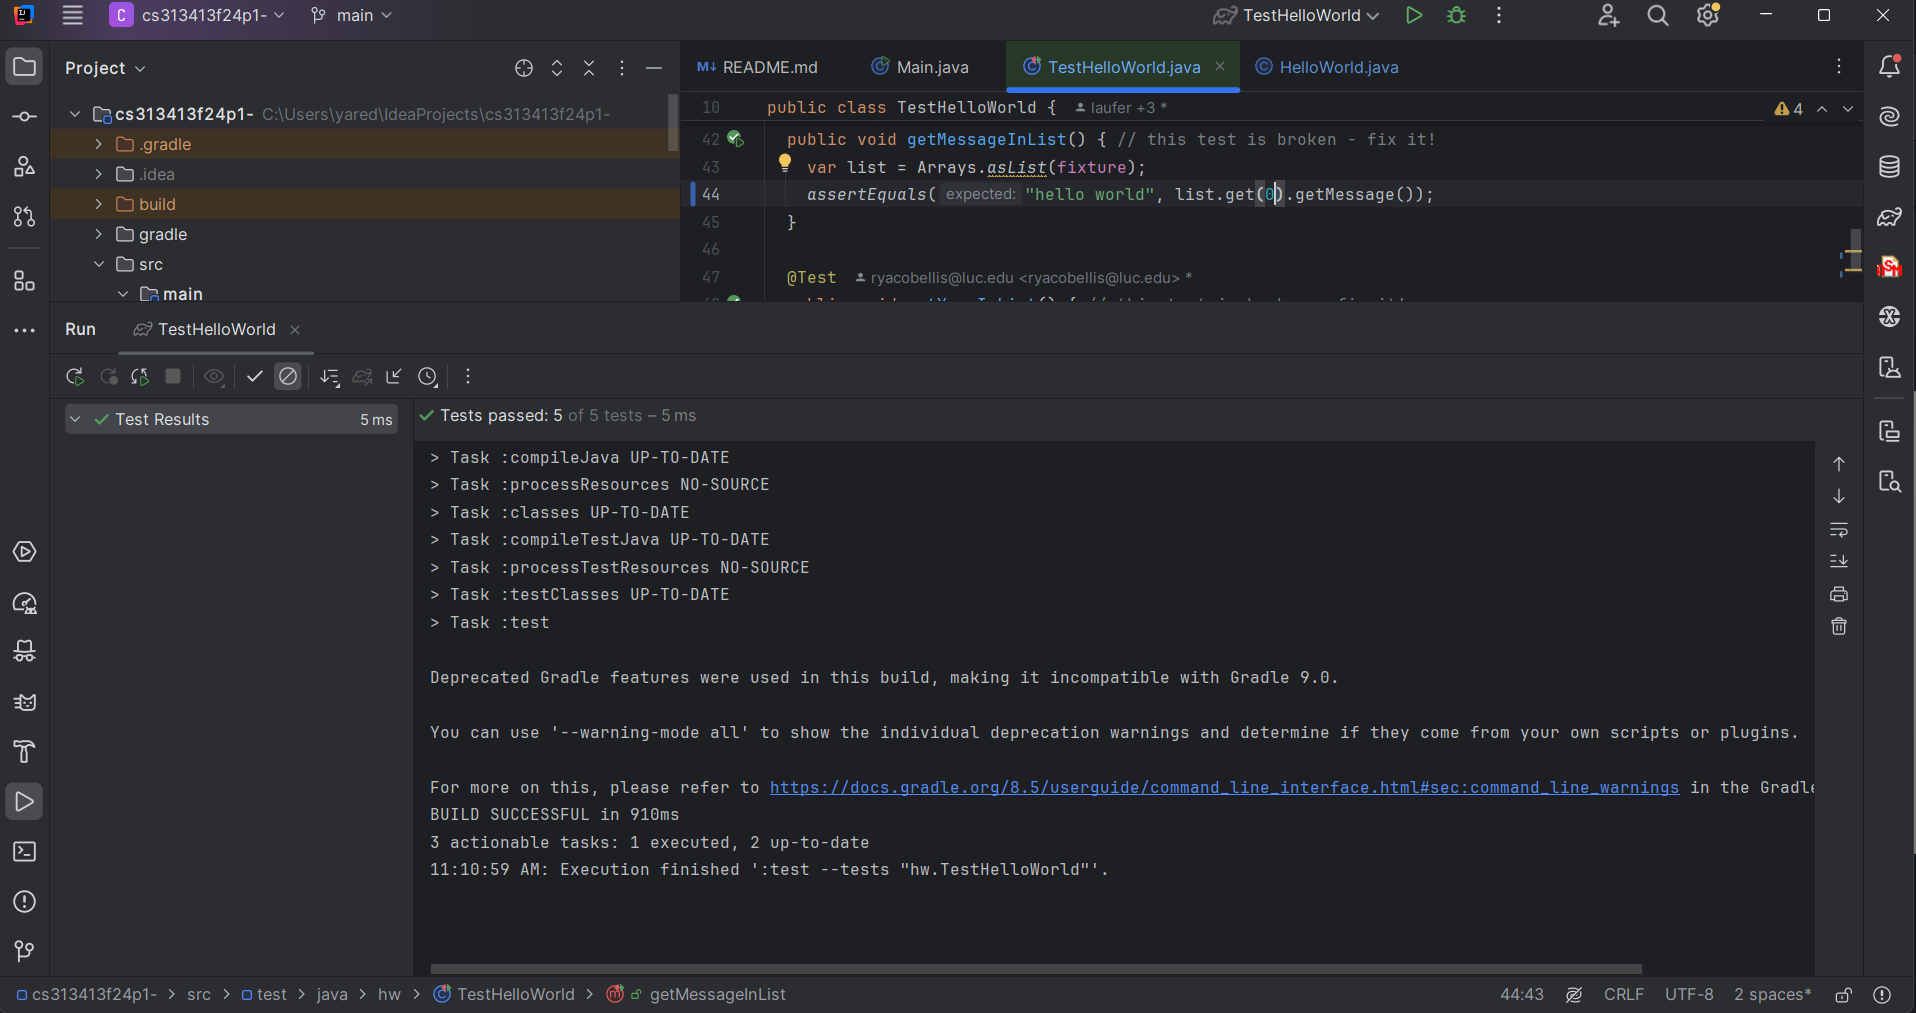 C cs313413f24p1- main TestHelloWorld
Project
README.md Main.java TestHelloWorld.java HelloWorld.java
cs313413f24p1- C:\Users\yared\IdeaProjects\cs313413f24p1-
.gradle
.idea
build
gradle
src
main
10 public class TestHelloWorld { laufer +3 * 4
42 public void getMessageInList() { // this test is broken - fix it!
43 var list = Arrays.asList(fixture);
44 assertEquals( expected: "hello world", list.get(0).getMessage());
45 }
46
47 @Test ryacobellis@luc.edu <ryacobellis@luc.edu> *
Run TestHelloWorld
Test Results 5 ms
Tests passed: 5 of 5 tests – 5 ms
> Task :compileJava UP-TO-DATE
> Task :processResources NO-SOURCE
> Task :classes UP-TO-DATE
> Task :compileTestJava UP-TO-DATE
> Task :processTestResources NO-SOURCE
> Task :testClasses UP-TO-DATE
> Task :test
Deprecated Gradle features were used in this build, making it incompatible with Gradle 9.0.
You can use '--warning-mode all' to show the individual deprecation warnings and determine if they come from your own scripts or plugins.
For more on this, please refer to https://docs.gradle.org/8.5/userguide/command_line_interface.html#sec:command_line_warnings in the Gradle
BUILD SUCCESSFUL in 910ms
3 actionable tasks: 1 executed, 2 up-to-date
11:10:59 AM: Execution finished ':test --tests "hw.TestHelloWorld"'.
cs313413f24p1- > src > test > java > hw > TestHelloWorld > getMessageInList 44:43 CRLF UTF-8 2 spaces*